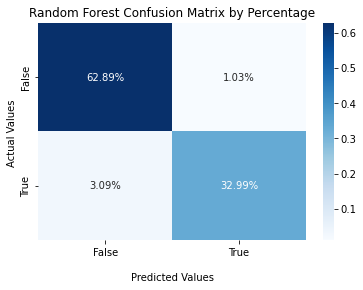 Random Forest Confusion Matrix by Percentage
Actual Values
False
62.89%
1.03%
True
3.09%
32.99%
False
True
Predicted Values
0.6
0.5
0.4
0.3
0.2
0.1